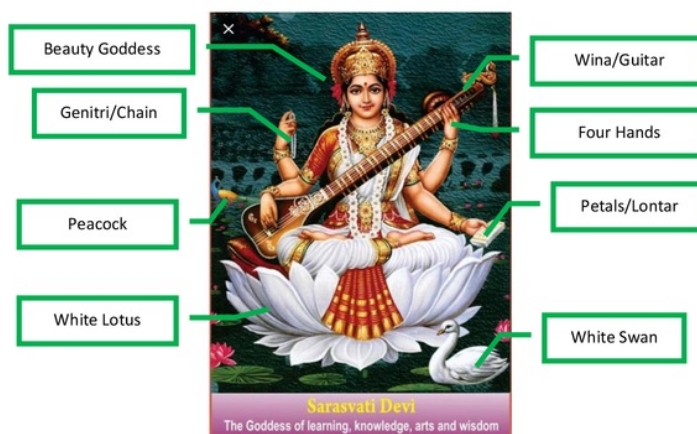 Beauty Goddess
Wina/Guitar
Genitri/Chain
Four Hands
Peacock
Petals/Lontar
White Lotus
White Swan
Sarasvati Devi
The Goddess of learning, knowledge, arts and wisdom